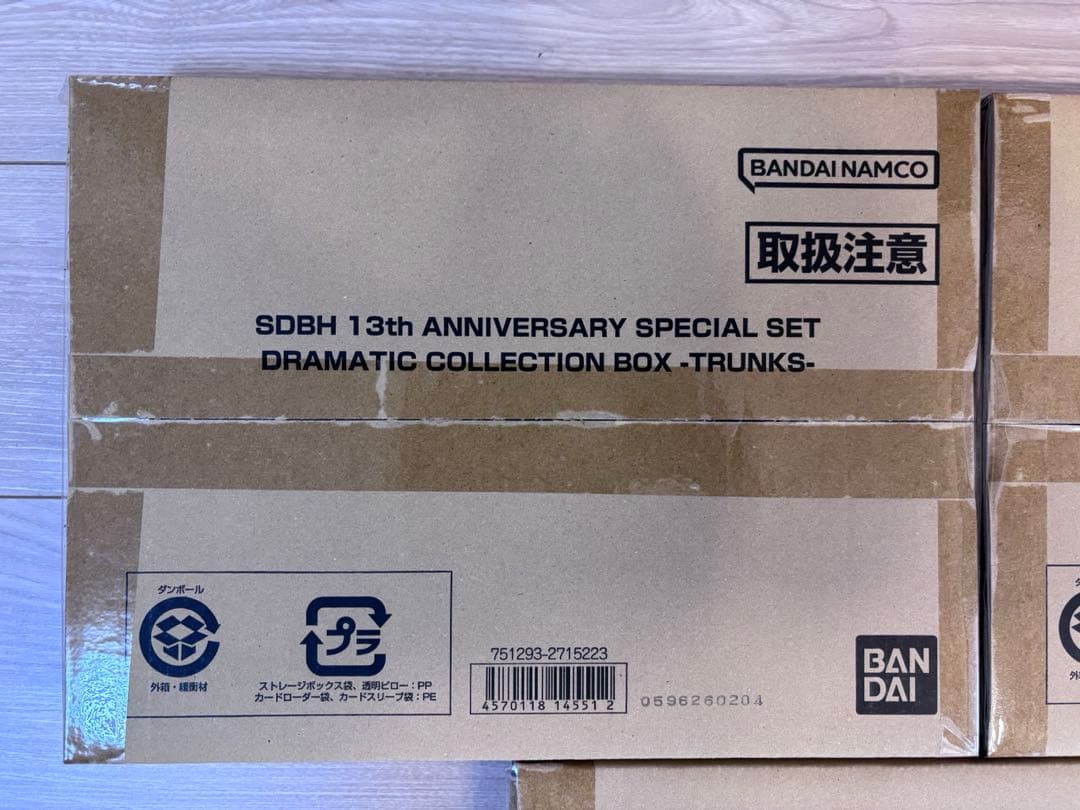 BANDAI NAMCO
取扱注意
SDBH 13th ANNIVERSARY SPECIAL SET
DRAMATIC COLLECTION BOX -TRUNKS-
ダンボール
外箱・緩衝材
プラ
ストレージボックス袋、透明ピロー：PP
カードローダー袋、カードスリーブ袋：PE
751293-2715223
4570118 14551 2
0596260204
BAN
DAI